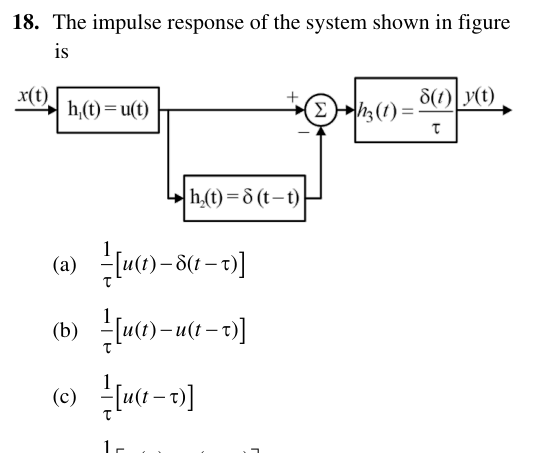 18. The impulse response of the system shown in figure
is
x(t)
h₁(t) = u(t)
+
Σ
−
h₃(t) = δ(t)/τ
y(t)
h₂(t) = δ (t – t)
(a) 1/τ [u(t) – δ(t – τ)]
(b) 1/τ [u(t) – u(t – τ)]
(c) 1/τ [u(t – τ)]